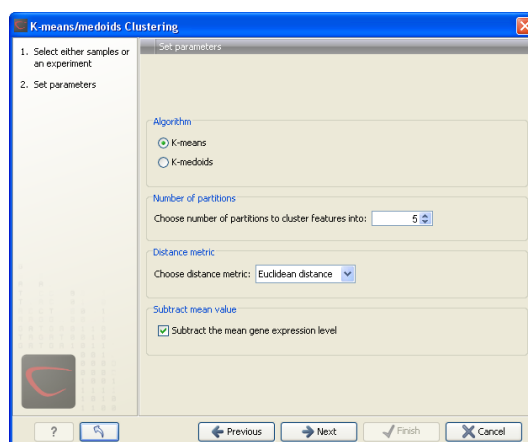 K-means/medoids Clustering
1. Select either samples or
an experiment
2. Set parameters
Set parameters
Algorithm
K-means
K-medoids
Number of partitions
Choose number of partitions to cluster features into: 5
Distance metric
Choose distance metric: Euclidean distance
Subtract mean value
Subtract the mean gene expression level
? Previous Next Finish Cancel